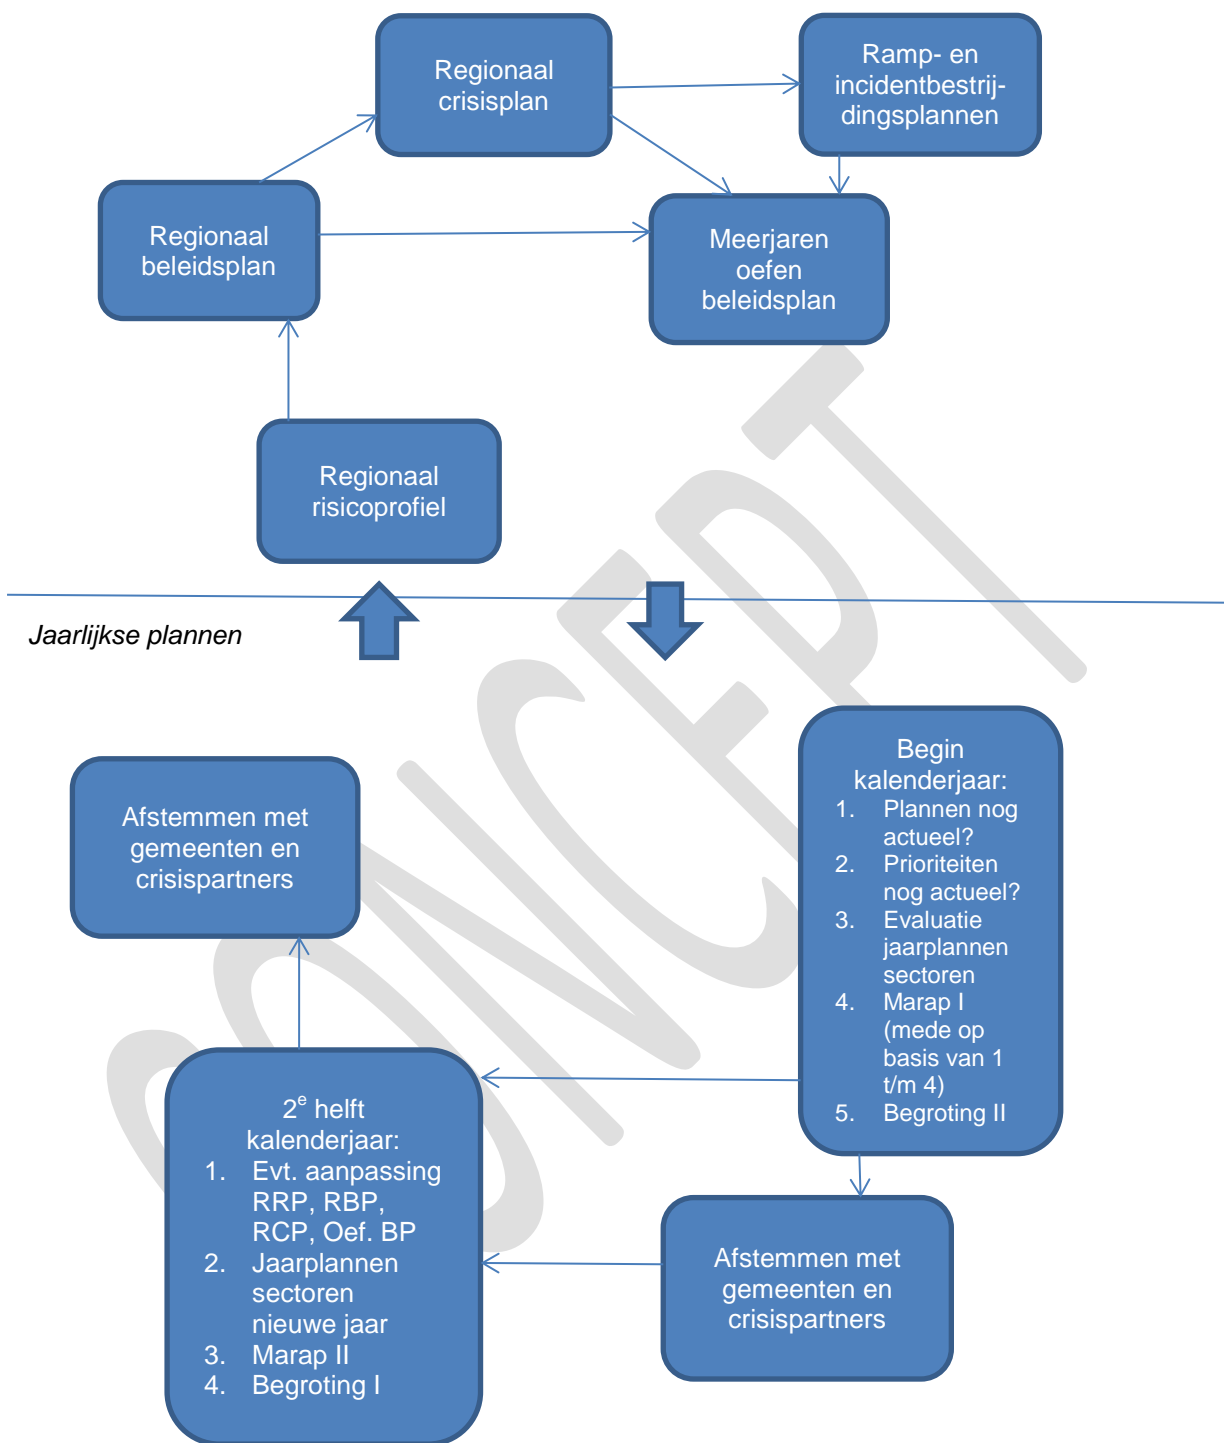 Regionaal
crisisplan
Ramp- en
incidentbestrij-
dingsplannen
Regionaal
beleidsplan
Meerjaren
oefen
beleidsplan
Regionaal
risicoprofiel
Jaarlijkse plannen
Afstemmen met
gemeenten en
crisispartners
Begin
kalenderjaar:
1. Plannen nog
actueel?
2. Prioriteiten
nog actueel?
3. Evaluatie
jaarplannen
sectoren
4. Marap I
(mede op
basis van 1
t/m 4)
5. Begroting II
2e helft
kalenderjaar:
1. Evt. aanpassing
RRP, RBP,
RCP, Oef. BP
2. Jaarplannen
sectoren
nieuwe jaar
3. Marap II
4. Begroting I
Afstemmen met
gemeenten en
crisispartners
CONCEPT